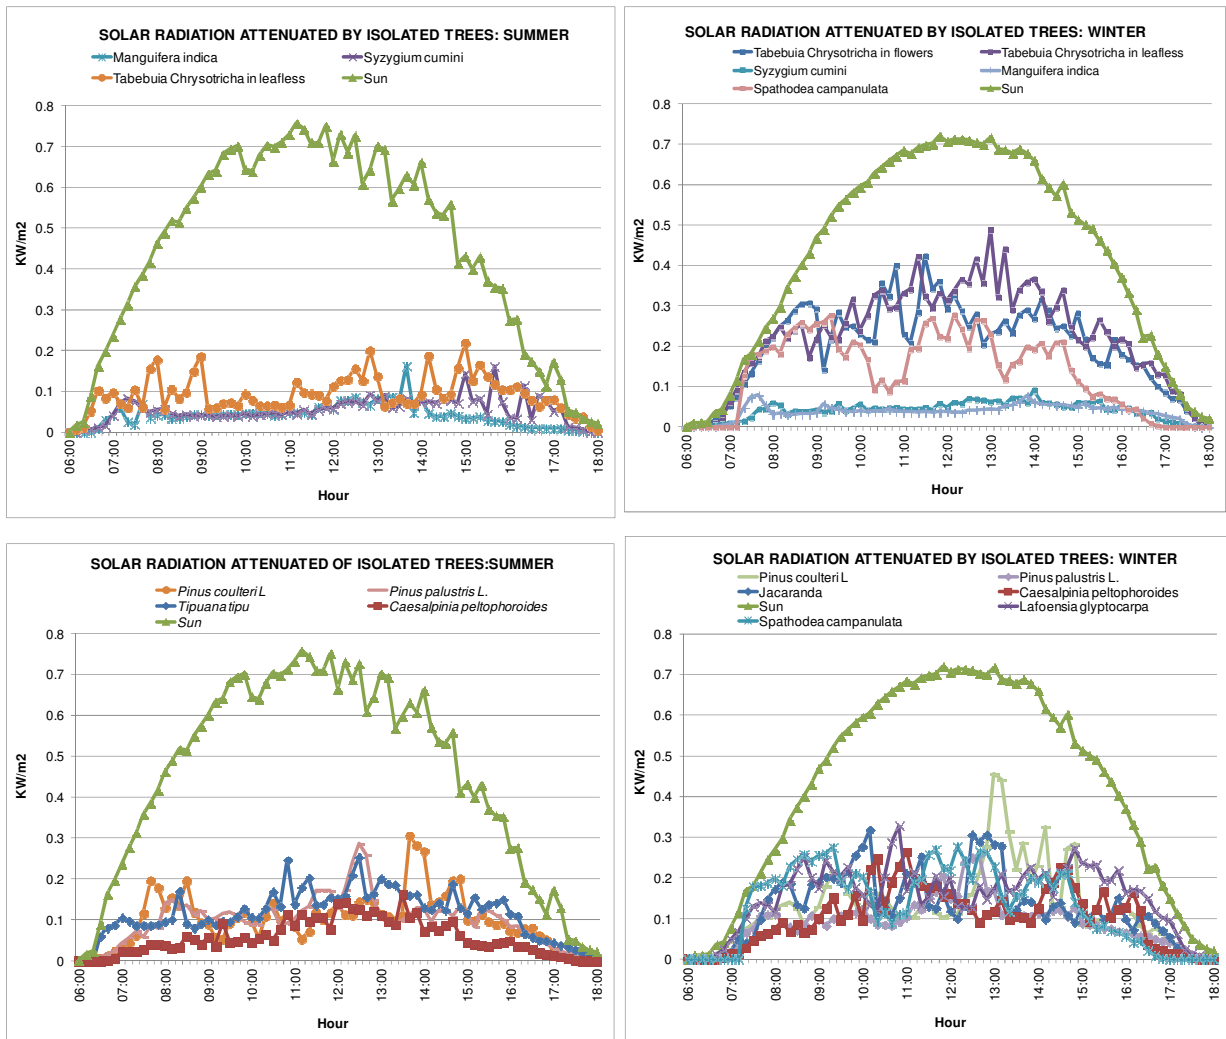 SOLAR RADIATION ATTENUATED BY ISOLATED TREES: SUMMER
Manguifera indica
Syzygium cumini
Tabebuia Chrysotricha in leafless
Sun
KW/m2
0.8
0.7
0.6
0.5
0.4
0.3
0.2
0.1
0
06:00
07:00
08:00
09:00
10:00
11:00
12:00
13:00
14:00
15:00
16:00
17:00
18:00
Hour
SOLAR RADIATION ATTENUATED BY ISOLATED TREES: WINTER
Tabebuia Chrysotricha in flowers
Tabebuia Chrysotricha in leafless
Syzygium cumini
Manguifera indica
Spathodea campanulata
Sun
KW/m2
0.8
0.7
0.6
0.5
0.4
0.3
0.2
0.1
0
06:00
07:00
08:00
09:00
10:00
11:00
12:00
13:00
14:00
15:00
16:00
17:00
18:00
Hour
SOLAR RADIATION ATTENUATED OF ISOLATED TREES:SUMMER
Pinus coulteri L
Pinus palustris L.
Tipuana tipu
Caesalpinia peltophoroides
Sun
KW/m2
0.8
0.7
0.6
0.5
0.4
0.3
0.2
0.1
0
06:00
07:00
08:00
09:00
10:00
11:00
12:00
13:00
14:00
15:00
16:00
17:00
18:00
Hour
SOLAR RADIATION ATTENUATED BY ISOLATED TREES: WINTER
Pinus coulteri L
Pinus palustris L.
Jacaranda
Caesalpinia peltophoroides
Sun
Lafoensia glyptocarpa
Spathodea campanulata
KW/m2
0.8
0.7
0.6
0.5
0.4
0.3
0.2
0.1
0
06:00
07:00
08:00
09:00
10:00
11:00
12:00
13:00
14:00
15:00
16:00
17:00
18:00
Hour